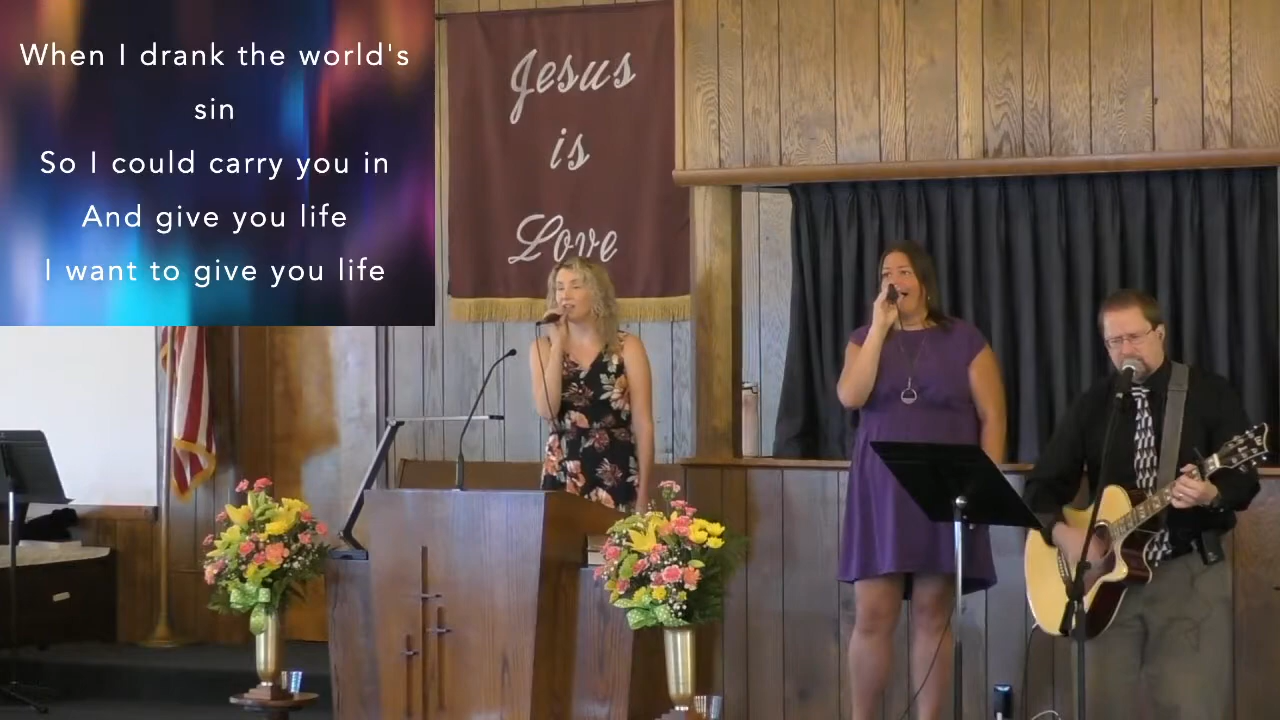 When I drank the world's
sin
So I could carry you in
And give you life
I want to give you life
Jesus
is
Love